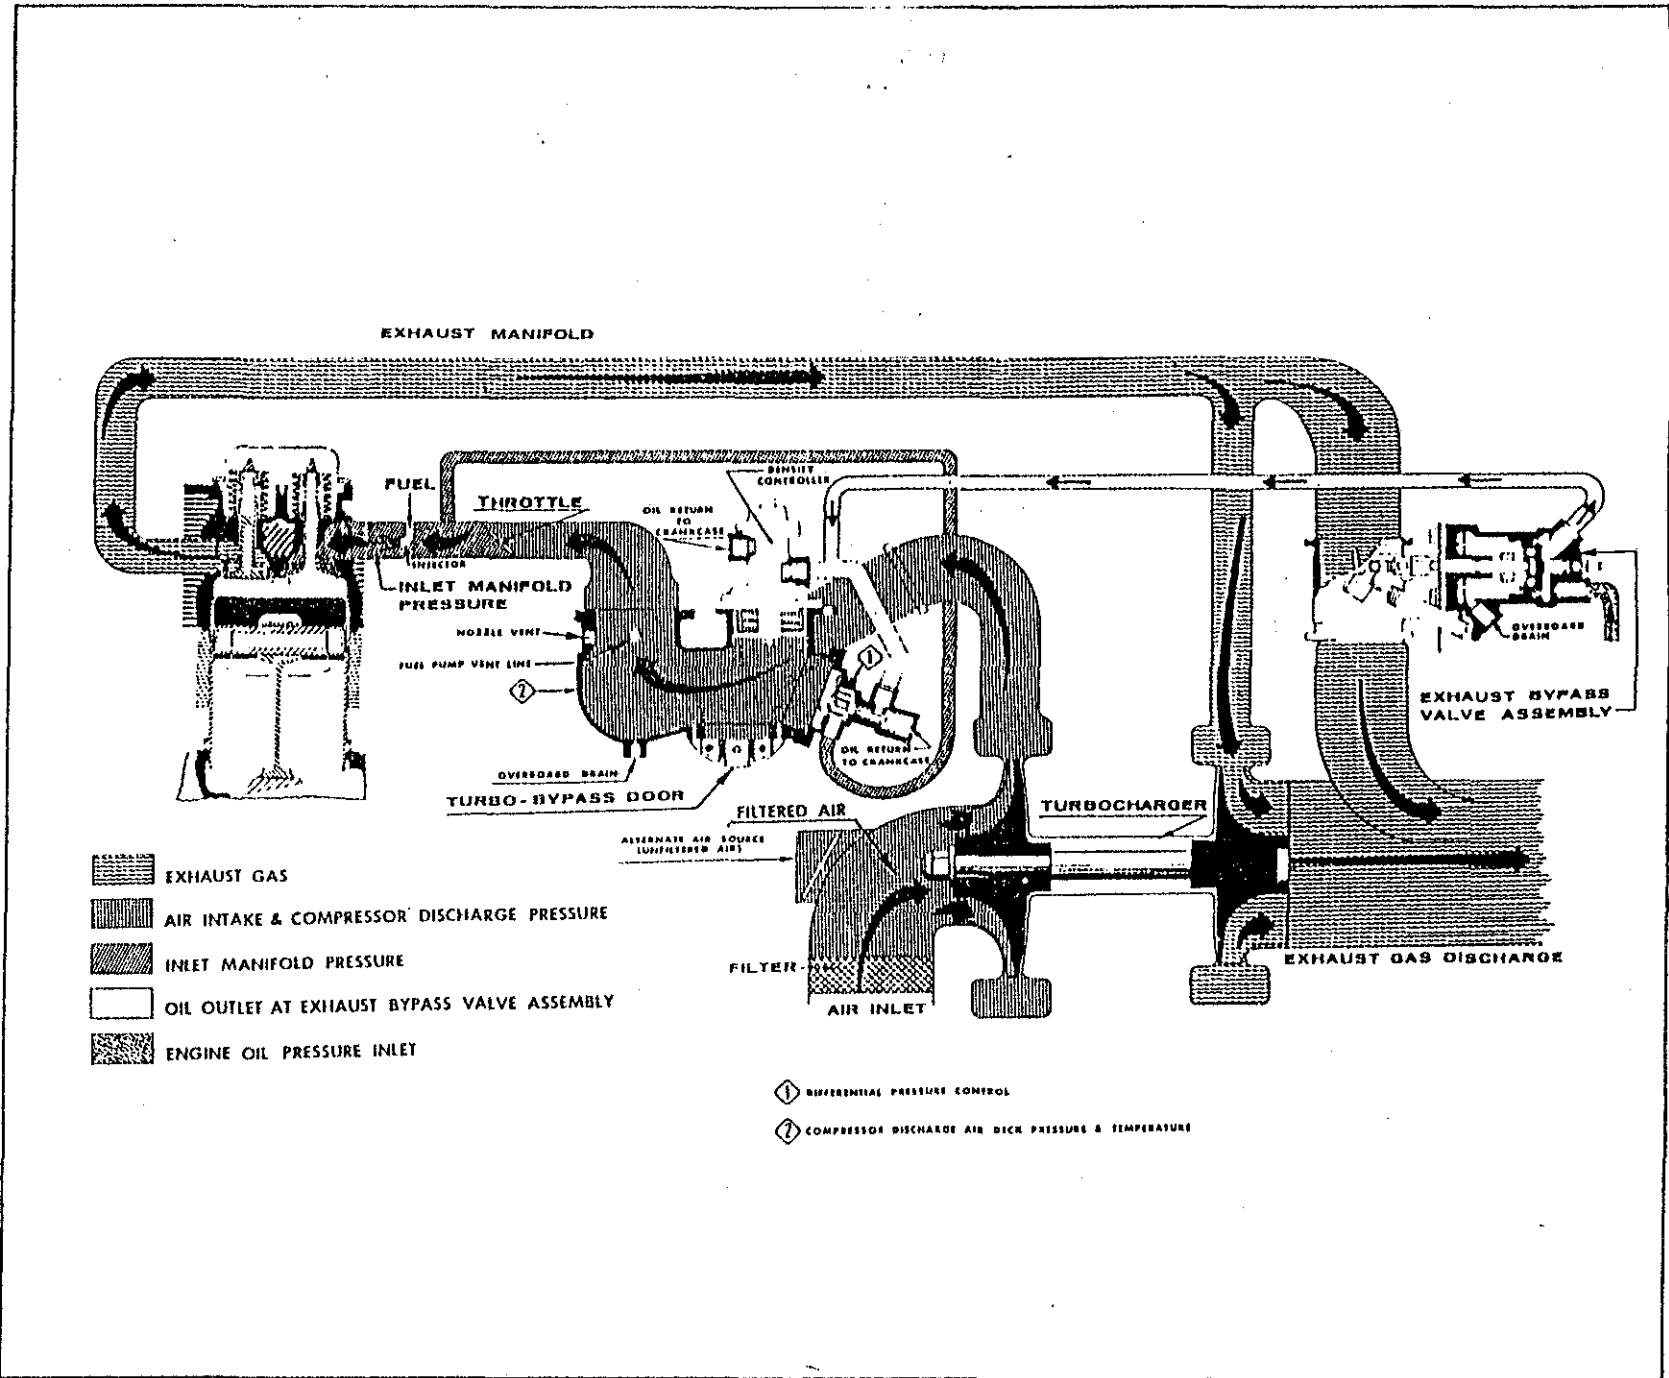 EXHAUST MANIFOLD
DENSITY
CONTROLLER
FUEL
THROTTLE
OIL RETURN
TO
CRANKCASE
INJECTOR
INLET MANIFOLD
PRESSURE
NOZZLE VENT
FUEL PUMP VENT LINE
2
1
OVERBOARD
DRAIN
EXHAUST BYPASS
VALVE ASSEMBLY
OIL RETURN
TO CRANKCASE
OVERBOARD DRAIN
TURBO-BYPASS DOOR
FILTERED AIR
TURBOCHARGER
ALTERNATE AIR SOURCE
(UNFILTERED AIR)
EXHAUST GAS
AIR INTAKE & COMPRESSOR DISCHARGE PRESSURE
INLET MANIFOLD PRESSURE
OIL OUTLET AT EXHAUST BYPASS VALVE ASSEMBLY
ENGINE OIL PRESSURE INLET
FILTER
AIR INLET
EXHAUST GAS DISCHARGE
1 DIFFERENTIAL PRESSURE CONTROL
2 COMPRESSOR DISCHARGE AIR DECK PRESSURE & TEMPERATURE